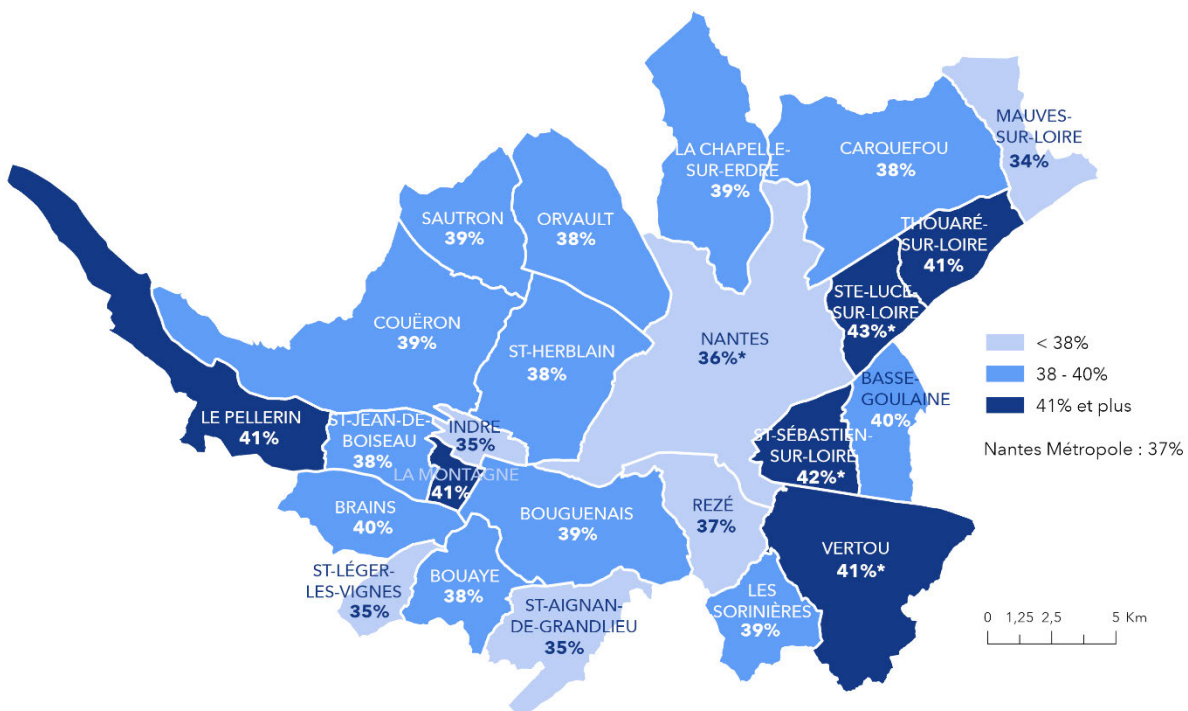 MAUVES-
SUR-LOIRE
34%
LA CHAPELLE-
SUR-ERDRE
39%
CARQUEFOU
38%
SAUTRON
39%
ORVAULT
38%
THOUARÉ-
SUR-LOIRE
41%
STE-LUCE-
SUR-LOIRE
43%*
COUËRON
39%
ST-HERBLAIN
38%
NANTES
36%*
BASSE-
GOULAINE
40%
LE PELLERIN
41%
ST-JEAN-DE-
BOISEAU
38%
INDRE
35%
LA MONTAGNE
41%
ST-SÉBASTIEN-
SUR-LOIRE
42%*
BRAINS
40%
BOUGUENAIS
39%
REZÉ
37%
VERTOU
41%*
ST-LÉGER-
LES-VIGNES
35%
BOUAYE
38%
ST-AIGNAN-
DE-GRANDLIEU
35%
LES
SORINIÈRES
39%
< 38%
38 - 40%
41% et plus
Nantes Métropole : 37%
0 1,25 2,5 5 Km